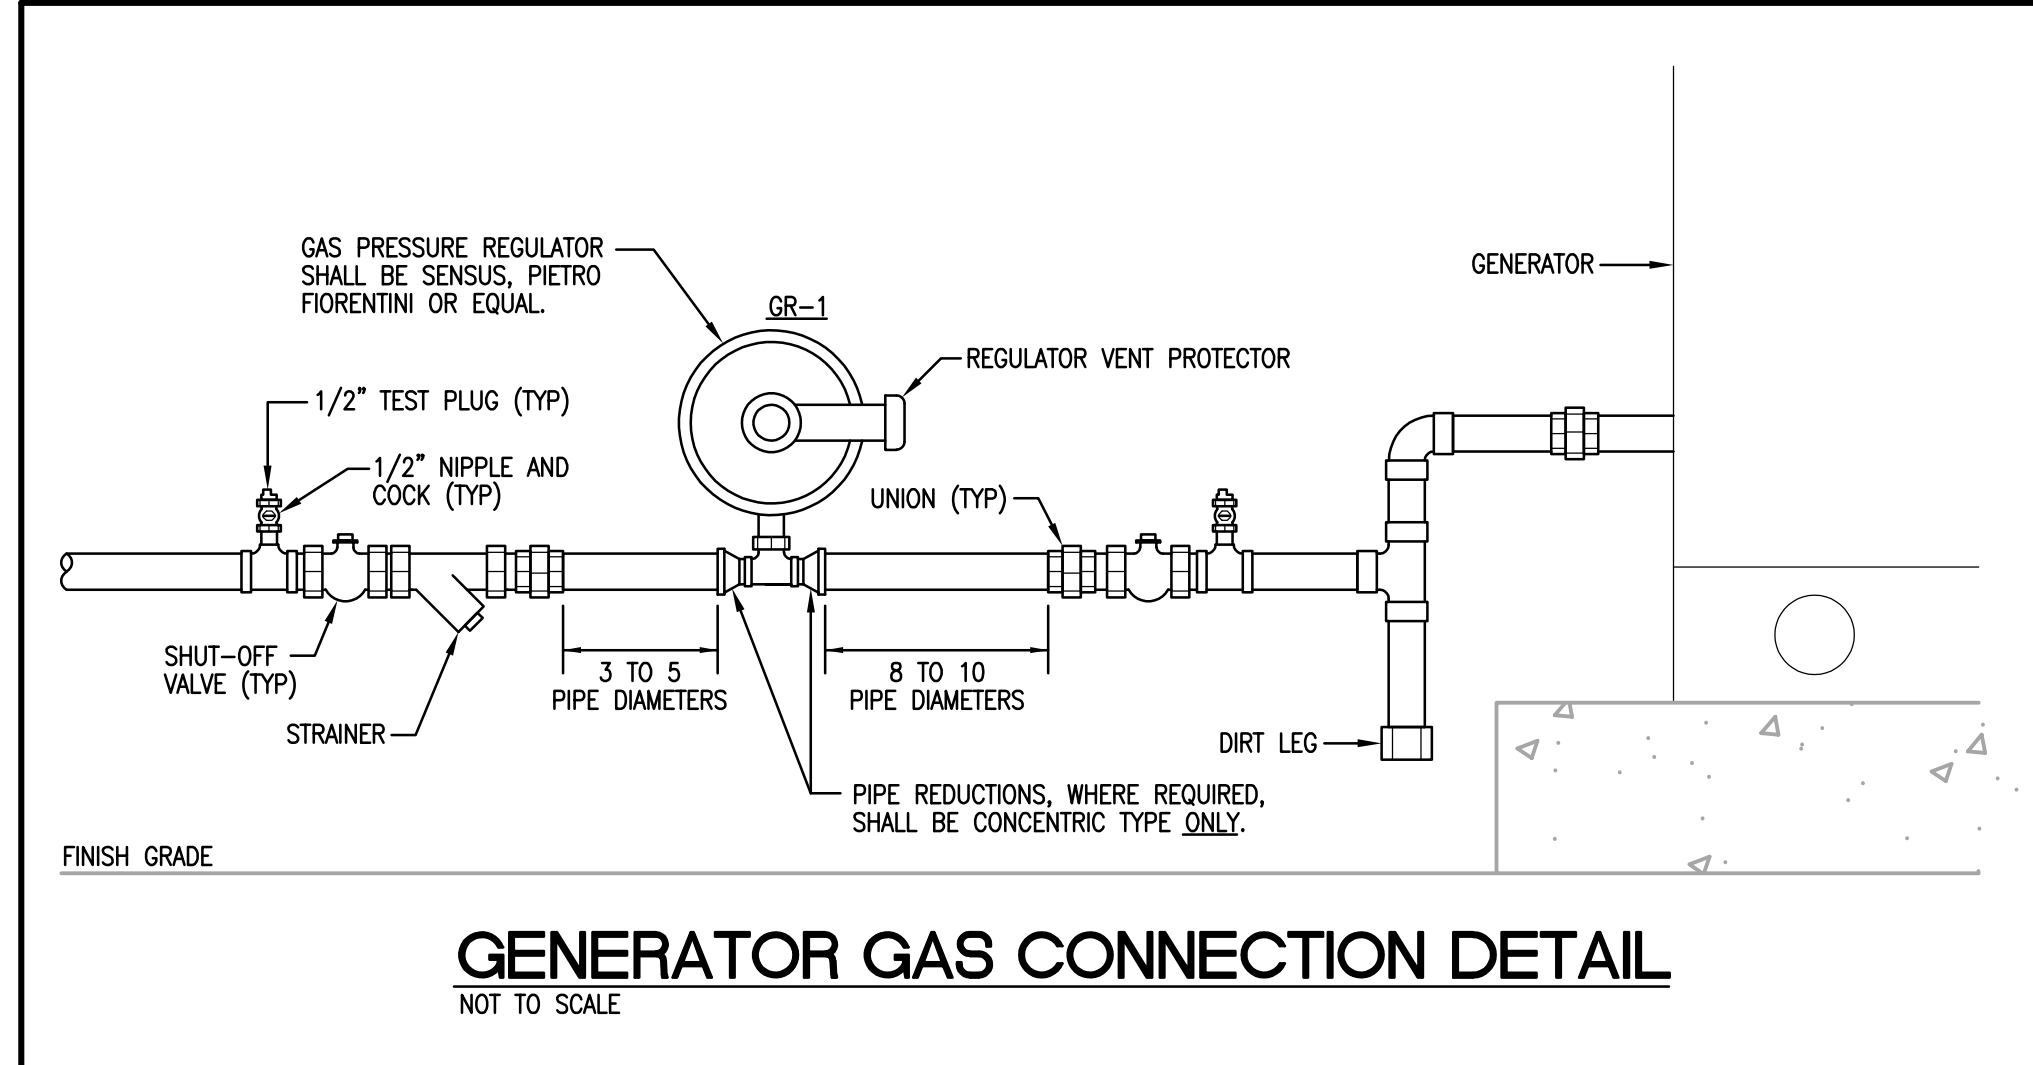 GAS PRESSURE REGULATOR
SHALL BE SENSUS, PIETRO
FIORENTINI OR EQUAL.
GR-1
GENERATOR
REGULATOR VENT PROTECTOR
1/2" TEST PLUG (TYP)
1/2" NIPPLE AND
COCK (TYP)
UNION (TYP)
SHUT-OFF
VALVE (TYP)
STRAINER
3 TO 5
PIPE DIAMETERS
8 TO 10
PIPE DIAMETERS
DIRT LEG
PIPE REDUCTIONS, WHERE REQUIRED,
SHALL BE CONCENTRIC TYPE ONLY.
FINISH GRADE
GENERATOR GAS CONNECTION DETAIL
NOT TO SCALE